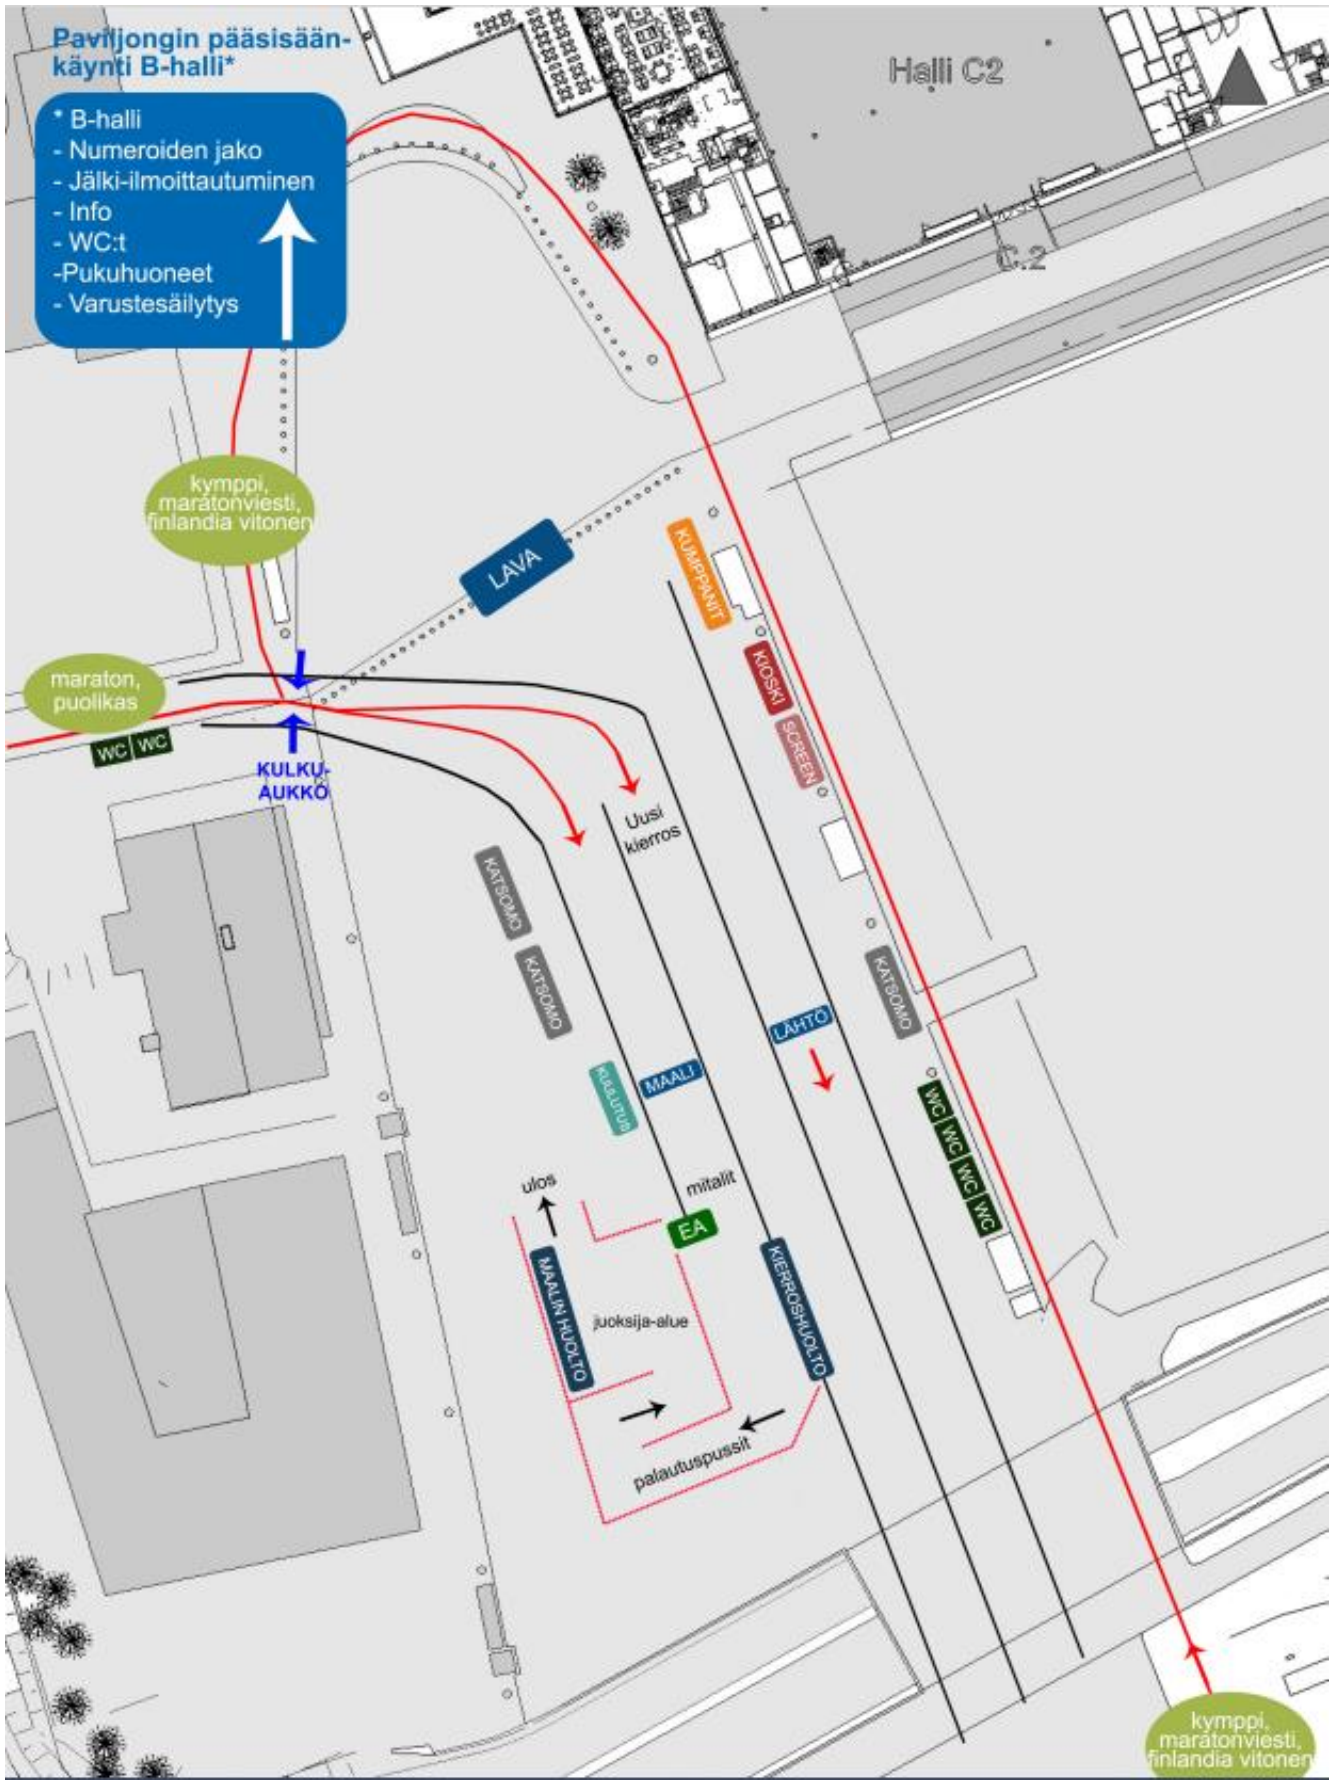 Paviljongin pääsisään-
käynti B-halli*
* B-halli
- Numeroiden jako
- Jälki-ilmoittautuminen
- Info
- WC:t
-Pukuhuoneet
- Varustesäilytys
Halli C2
C.2
kymppi,
maratonviesti,
finlandia vitonen
LAVA
KUMPPANIT
KIOSKI
SCREEN
maraton,
puolikas
WC WC
KULKU-
AUKKO
Uusi
kierros
KATSOMO
KATSOMO
KATSOMO
LÄHTÖ
MAALI
KUULUTUS
WC WC WC WC
ulos
mitalit
EA
MAALIN HUOLTO
KIERROSHUOLTO
juoksija-alue
palautuspussit
kymppi,
maratonviesti,
finlandia vitonen